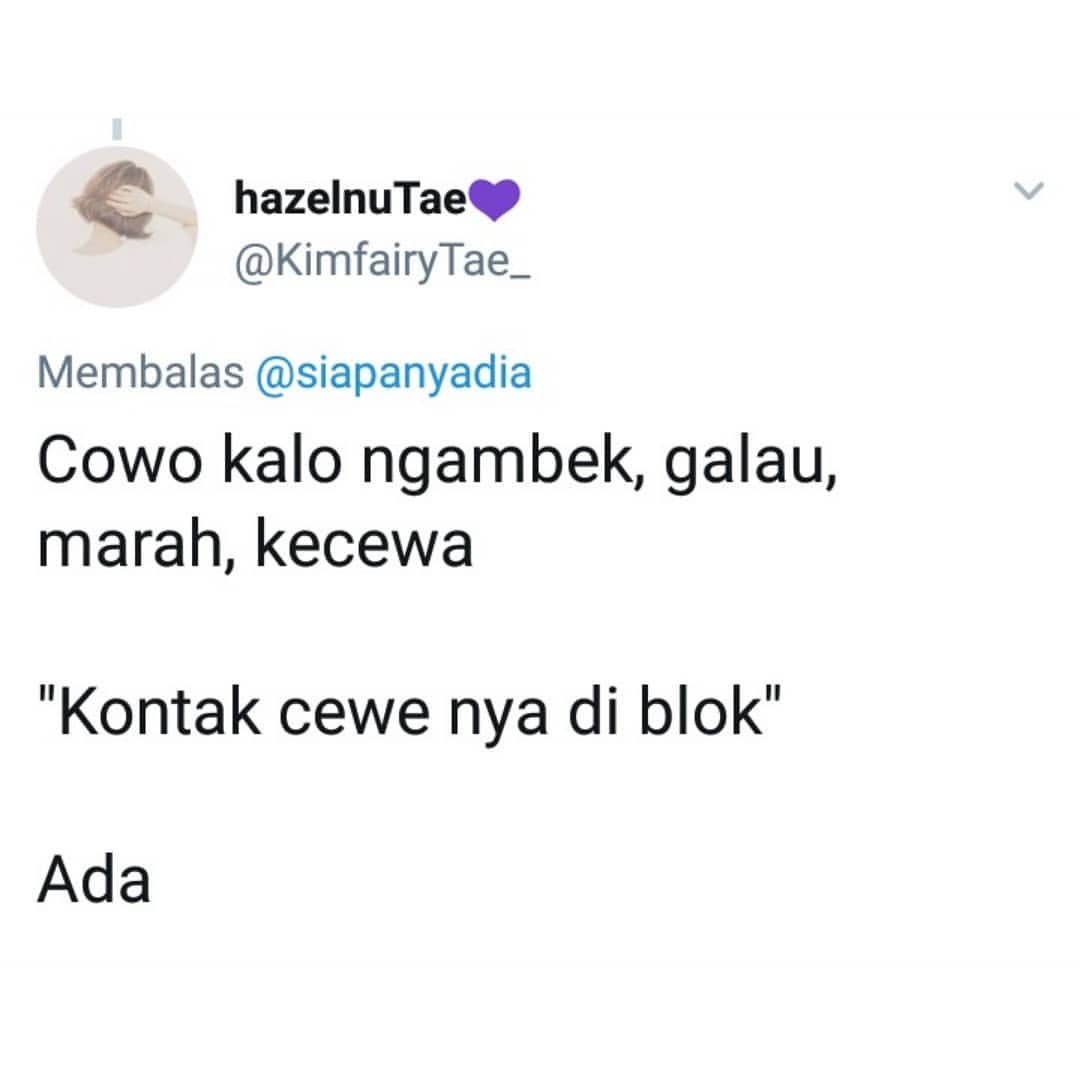 hazelnuTae💜
@KimfairyTae_
Membalas @siapanyadia
Cowo kalo ngambek, galau,
marah, kecewa
"Kontak cewe nya di blok"
Ada